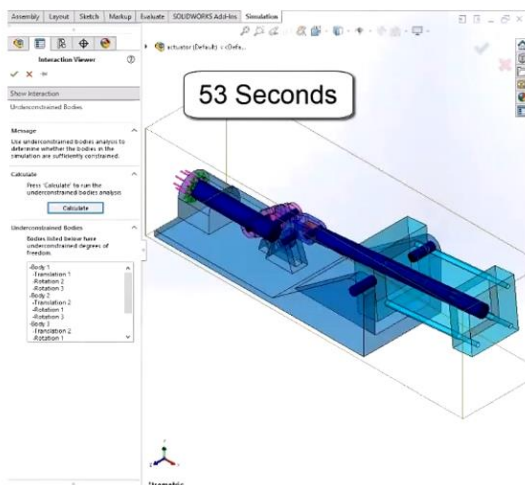 Assembly Layout Sketch Markup Evaluate SOLIDWORKS Add-Ins Simulation
Interaction Viewer
actuator (Default) < <Defa...
53 Seconds
Show Interaction
Underconstrained Bodies
Message
Use underconstrained bodies analysis to
determine whether the bodies in the
simulation are sufficiently constrained.
Calculate
Press 'Calculate' to run the
underconstrained bodies analysis
Calculate
Underconstrained Bodies
Bodies listed below have
underconstrained degrees of
freedom.
-Body 1
-Translation 1
-Rotation 2
-Rotation 3
-Body 2
-Translation 2
-Rotation 1
-Rotation 3
-Body 3
-Translation 2
-Rotation 1